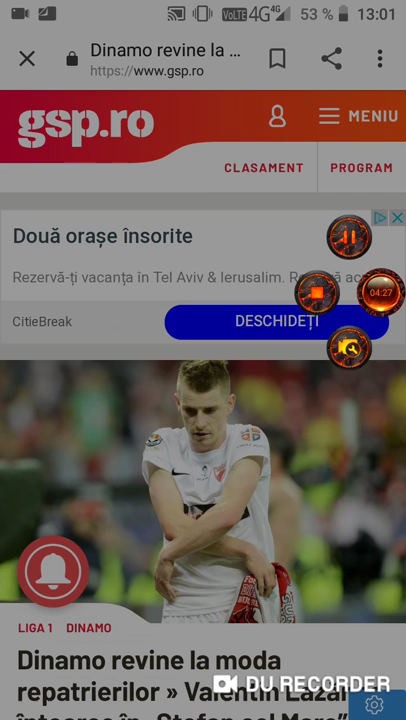 VoLTE 4G 4G 53 % 13:01
Dinamo revine la ...
https://www.gsp.ro
gsp.ro
MENIU
CLASAMENT
PROGRAM
Două orașe însorite
Rezervă-ți vacanța în Tel Aviv & Ierusalim.
04:27
CitieBreak
DESCHIDEȚI
LIGA 1 DINAMO
Dinamo revine la moda
repatrierilor » Valentin
DU RECORDER